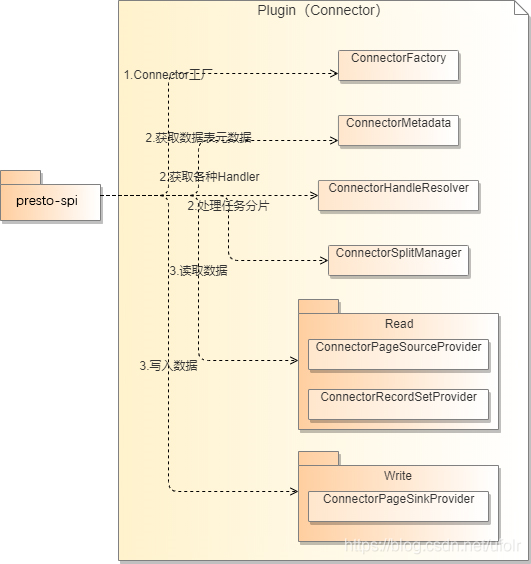 Plugin（Connector）
ConnectorFactory
1.Connector工厂
ConnectorMetadata
2.获取数据表元数据
2.获取各种Handler
ConnectorHandleResolver
presto-spi
2.处理任务分片
ConnectorSplitManager
3.读取数据
Read
ConnectorPageSourceProvider
3.写入数据
ConnectorRecordSetProvider
Write
ConnectorPageSinkProvider
https://blog.csdn.net/ufolr